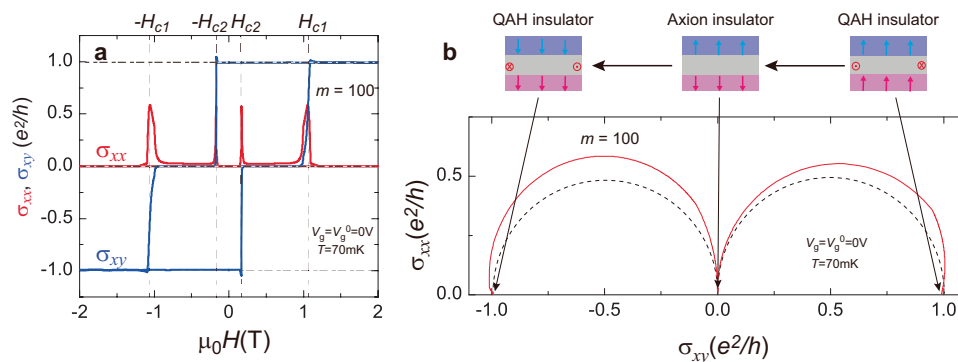 -Hc1 -Hc2 Hc2 Hc1
a
1.0
0.5
0.0
-0.5
-1.0
σxx, σxy (e²/h)
m = 100
σxx
σxy
Vg=Vg⁰=0V
T=70mK
-2 -1 0 1 2
μ0H(T)
b
QAH insulator Axion insulator QAH insulator
m = 100
0.5
0.0
σxx(e²/h)
Vg=Vg⁰=0V
T=70mK
-1.0 -0.5 0.0 0.5 1.0
σxy(e²/h)